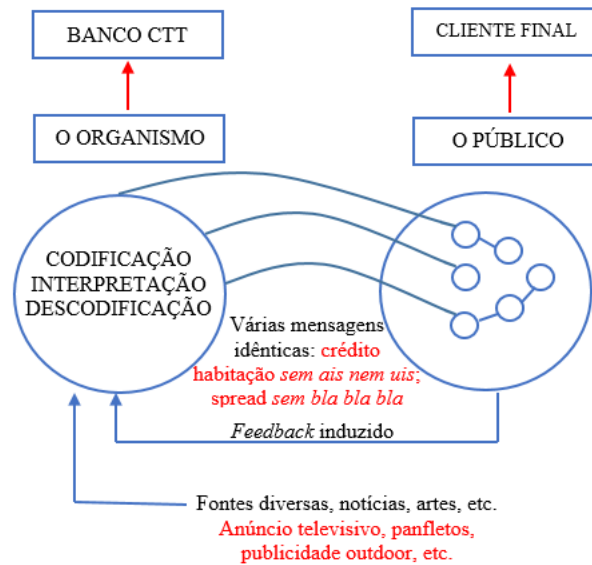 BANCO CTT
CLIENTE FINAL
O ORGANISMO
O PÚBLICO
CODIFICAÇÃO
INTERPRETAÇÃO
DESCODIFICAÇÃO
Várias mensagens
idênticas: crédito
habitação sem ais nem uis;
spread sem bla bla bla
Feedback induzido
Fontes diversas, notícias, artes, etc.
Anúncio televisivo, panfletos,
publicidade outdoor, etc.